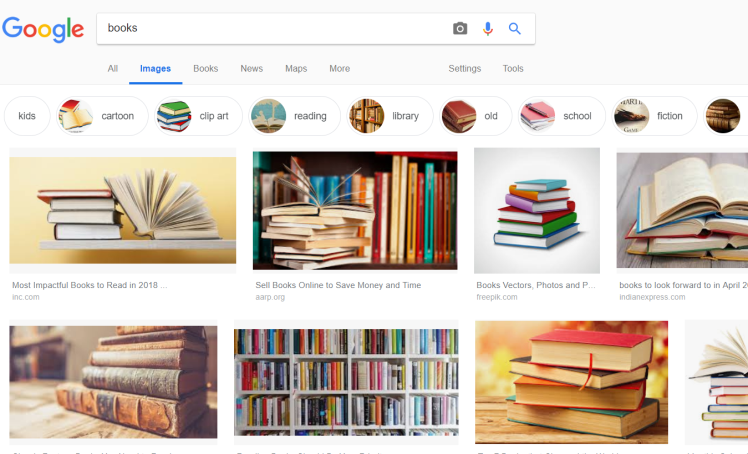 Google
books
All Images Books News Maps More Settings Tools
kids cartoon clip art reading library old school fiction
Most Impactful Books to Read in 2018 ...
inc.com
Sell Books Online to Save Money and Time
aarp.org
Books Vectors, Photos and P...
freepik.com
books to look forward to in April 20
indianexpress.com